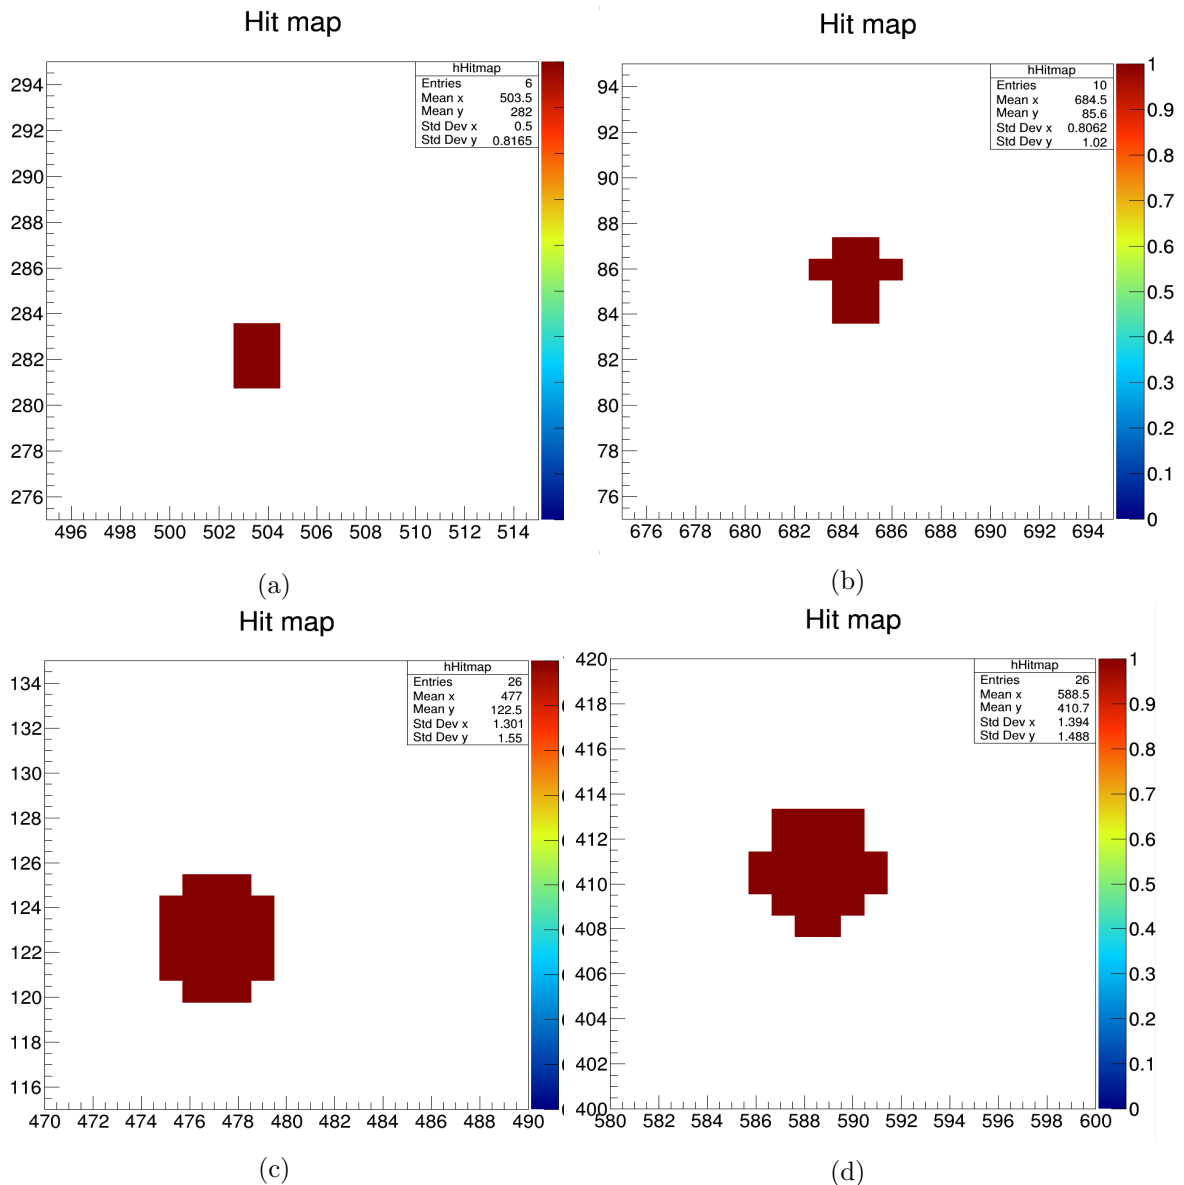 Hit map
hHitmap
Entries 6
Mean x 503.5
Mean y 282
Std Dev x 0.5
Std Dev y 0.8165
294
292
290
288
286
284
282
280
278
276
496 498 500 502 504 506 508 510 512 514
(a)
Hit map
hHitmap
Entries 10
Mean x 684.5
Mean y 85.6
Std Dev x 0.8062
Std Dev y 1.02
94
92
90
88
86
84
82
80
78
76
676 678 680 682 684 686 688 690 692 694
1
0.9
0.8
0.7
0.6
0.5
0.4
0.3
0.2
0.1
0
(b)
Hit map
hHitmap
Entries 26
Mean x 477
Mean y 122.5
Std Dev x 1.301
Std Dev y 1.55
134
132
130
128
126
124
122
120
118
116
470 472 474 476 478 480 482 484 486 488 490
(c)
Hit map
hHitmap
Entries 26
Mean x 588.5
Mean y 410.7
Std Dev x 1.394
Std Dev y 1.488
420
418
416
414
412
410
408
406
404
402
400
580 582 584 586 588 590 592 594 596 598 600
1
0.9
0.8
0.7
0.6
0.5
0.4
0.3
0.2
0.1
0
(d)